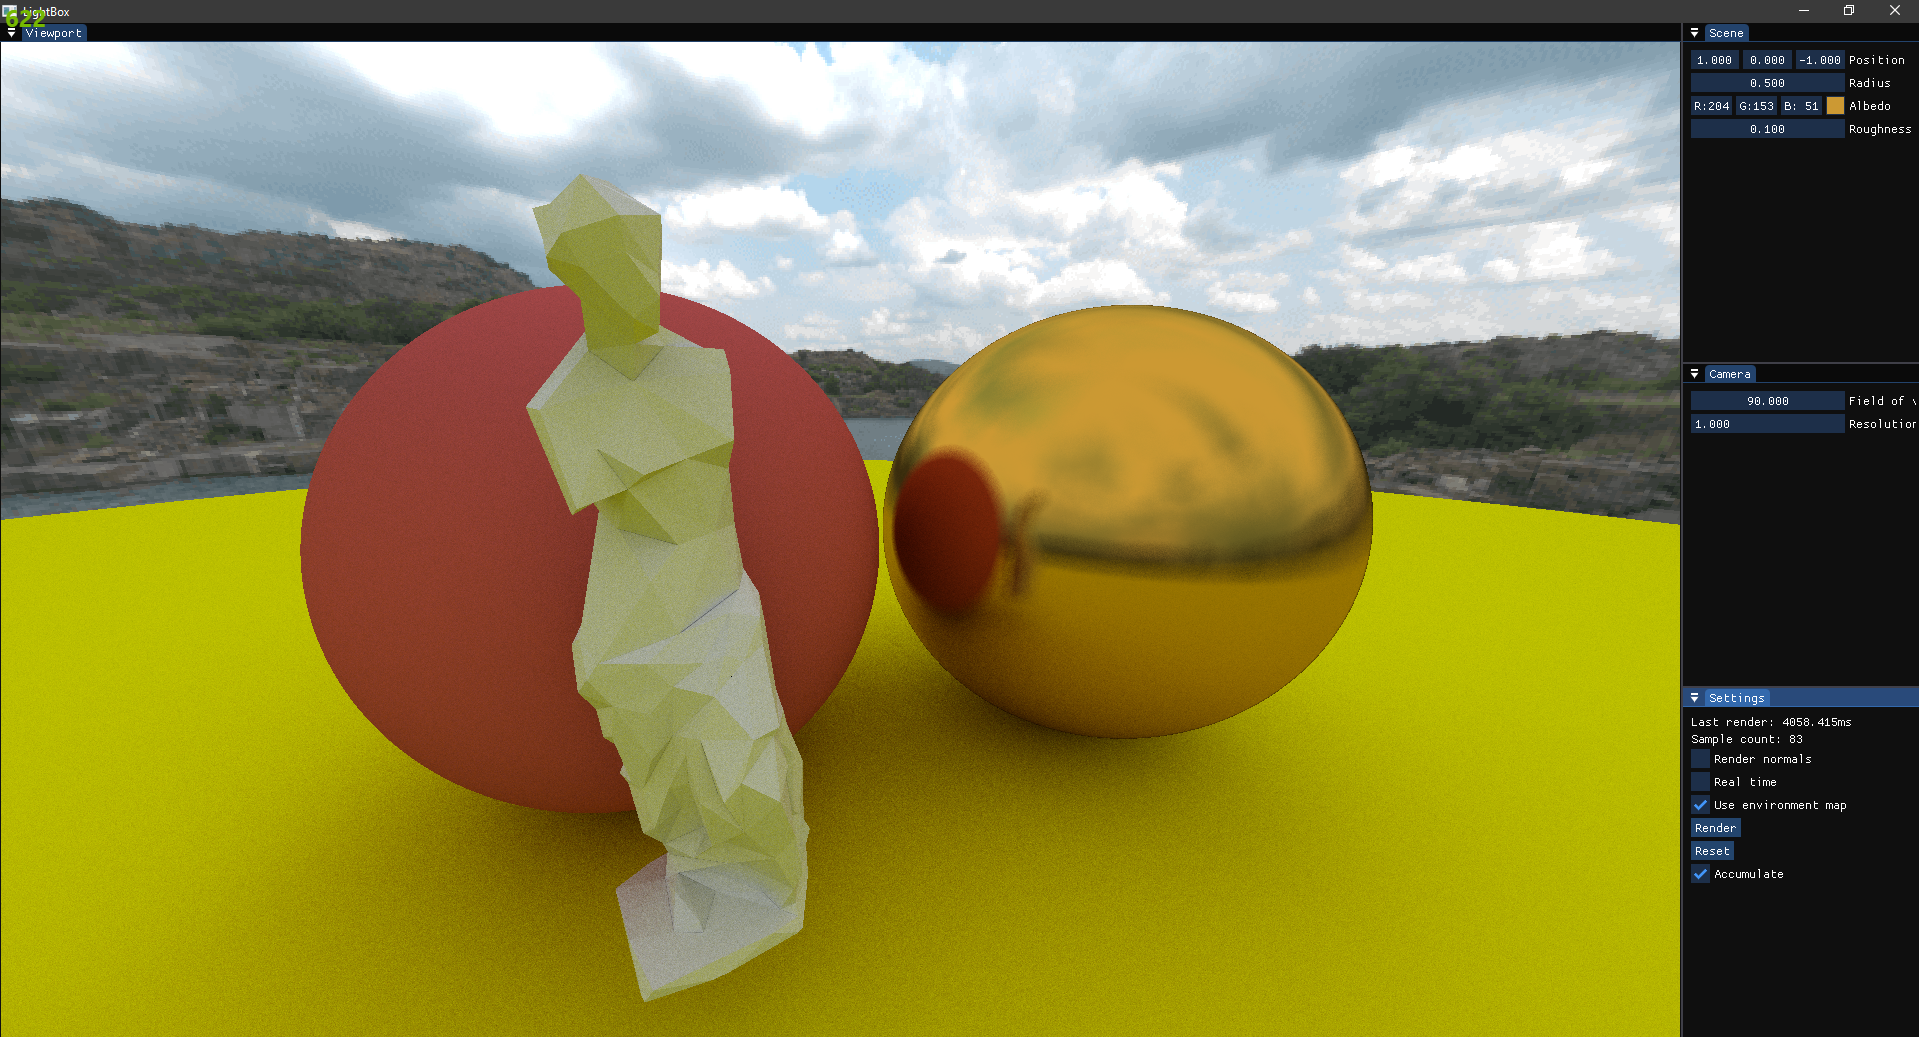 LightBox
622
Viewport
Scene
1.000 0.000 -1.000 Position
0.500 Radius
R:204 G:153 B: 51 Albedo
0.100 Roughness
Camera
90.000 Field of
1.000 Resolution
Settings
Last render: 4058.415ms
Sample count: 83
Render normals
Real time
Use environment map
Render
Reset
Accumulate